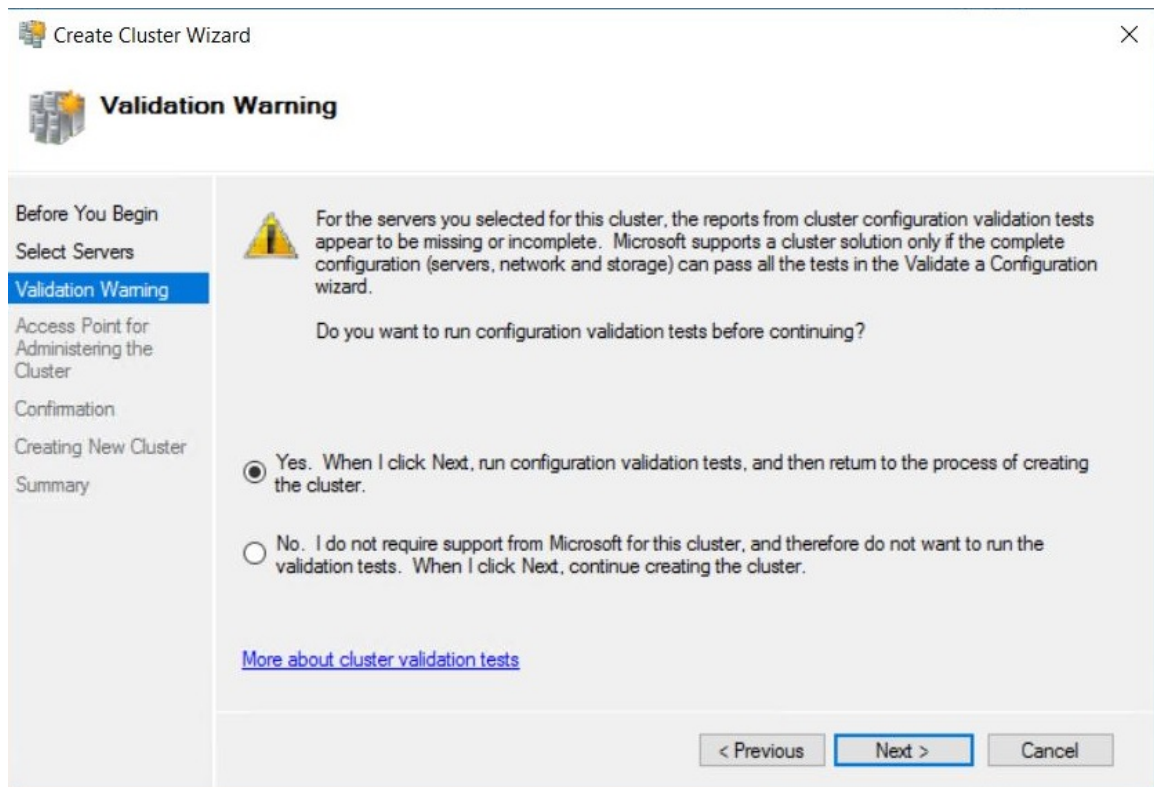 Create Cluster Wizard
Validation Warning
Before You Begin
Select Servers
Validation Warning
Access Point for
Administering the
Cluster
Confirmation
Creating New Cluster
Summary
For the servers you selected for this cluster, the reports from cluster configuration validation tests
appear to be missing or incomplete.  Microsoft supports a cluster solution only if the complete
configuration (servers, network and storage) can pass all the tests in the Validate a Configuration
wizard.
Do you want to run configuration validation tests before continuing?
Yes.  When I click Next, run configuration validation tests, and then return to the process of creating
the cluster.
No.  I do not require support from Microsoft for this cluster, and therefore do not want to run the
validation tests.  When I click Next, continue creating the cluster.
More about cluster validation tests
< Previous
Next >
Cancel